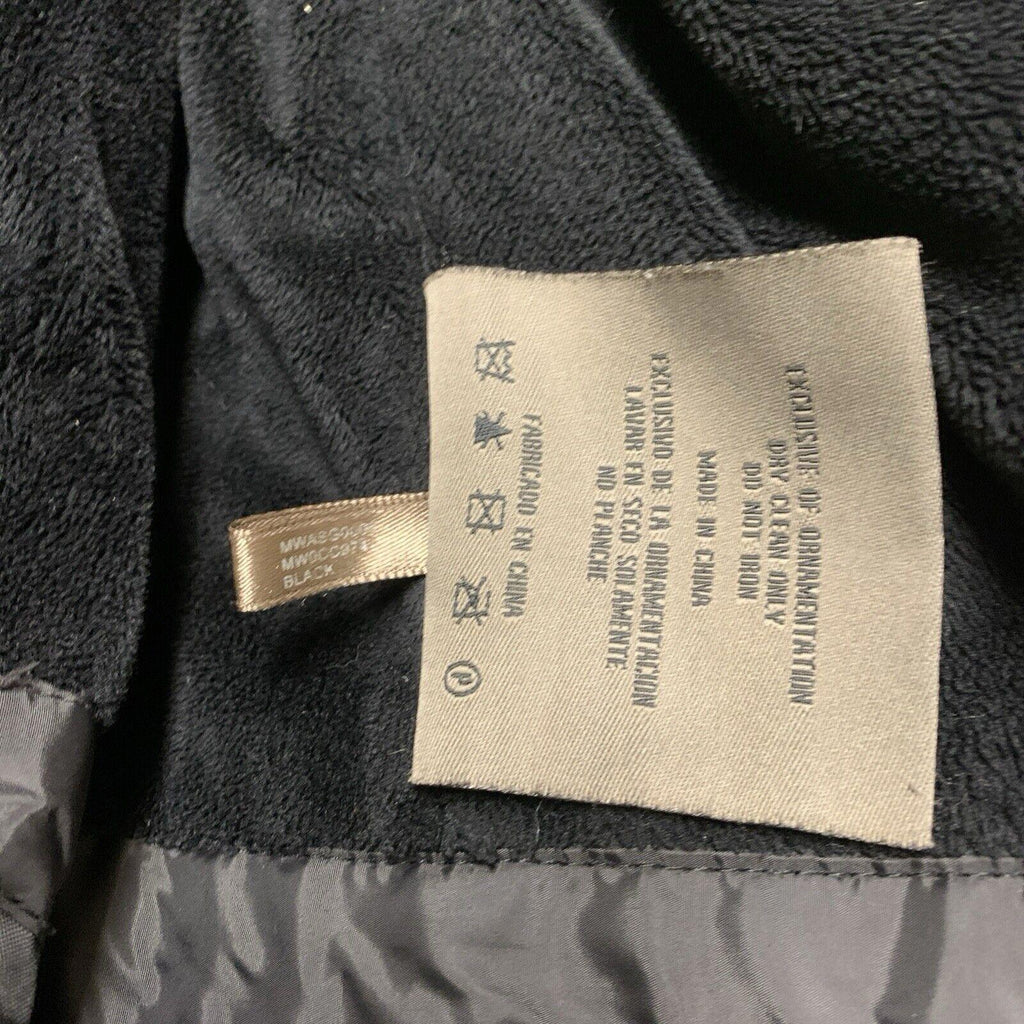 EXCLUSIVE OF ORNAMENTATION
DRY CLEAN ONLY
DO NOT IRON
MADE IN CHINA
EXCLUSIVO DE LA ORNAMENTACION
LAVAR EN SECO SOLAMENTE
NO PLANCHE
FABRICADO EN CHINA
P
BLACK